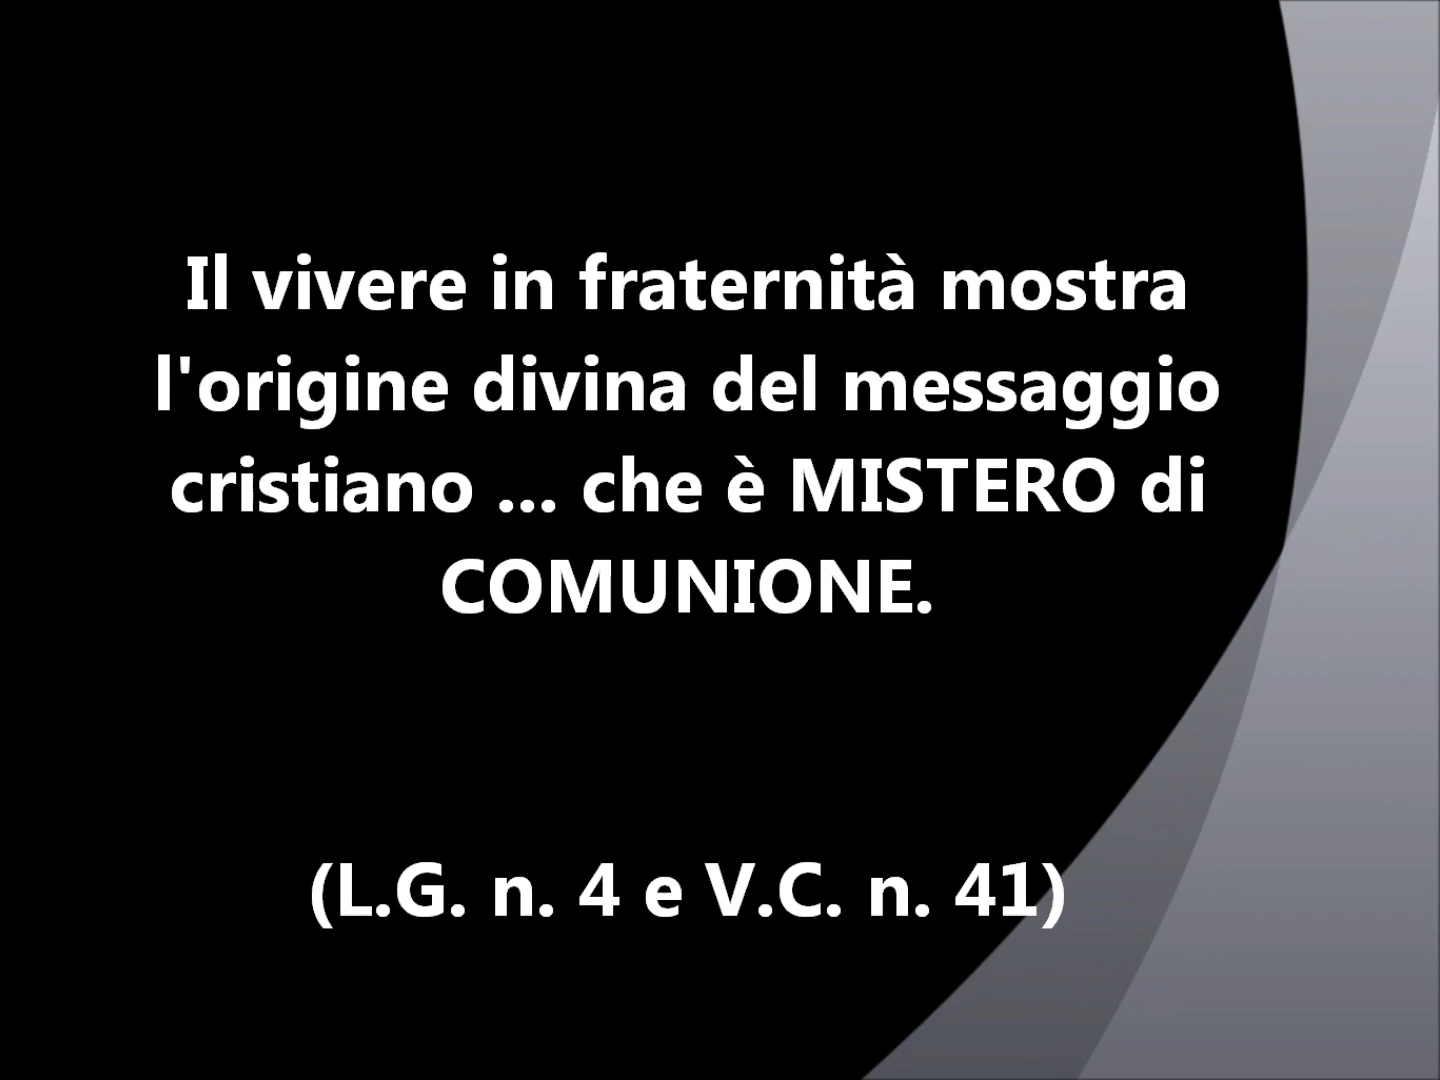 Il vivere in fraternità mostra
l'origine divina del messaggio
cristiano ... che è MISTERO di
COMUNIONE.
(L.G. n. 4 e V.C. n. 41)